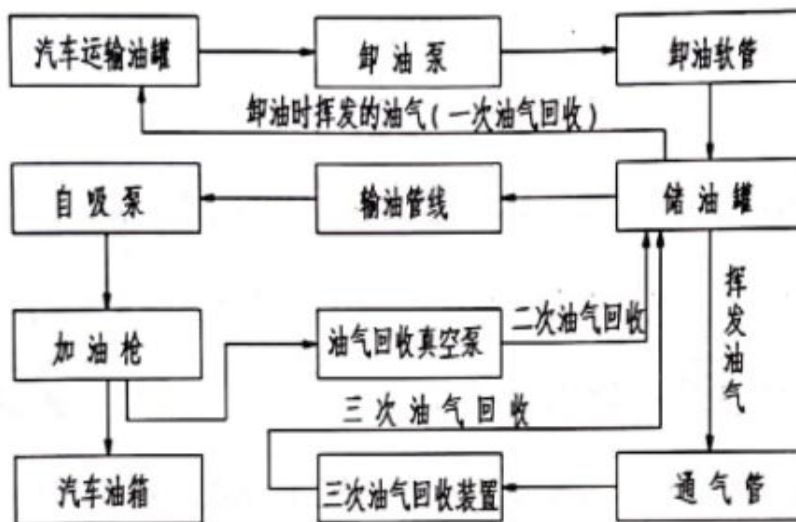 汽车运输油罐
卸油泵
卸油软管
卸油时挥发的油气(一次油气回收)
自吸泵
输油管线
储油罐
挥发油气
加油枪
油气回收真空泵
二次油气回收
三次油气回收
汽车油箱
三次油气回收装置
通气管